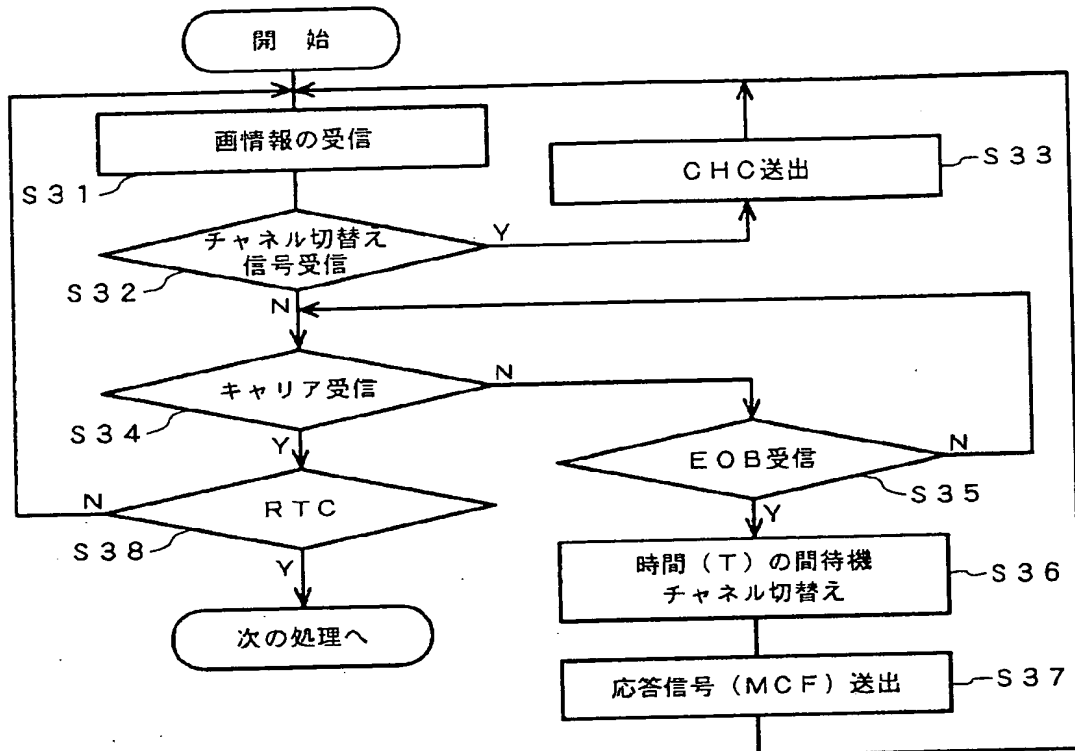 開　始
画情報の受信
S31
CHC送出
S33
チャネル切替え
信号受信
Y
S32
N
キャリア受信
N
S34
Y
EOB受信
N
S35
Y
RTC
N
S38
Y
時間（T）の間待機
チャネル切替え
S36
次の処理へ
応答信号（MCF）送出
S37